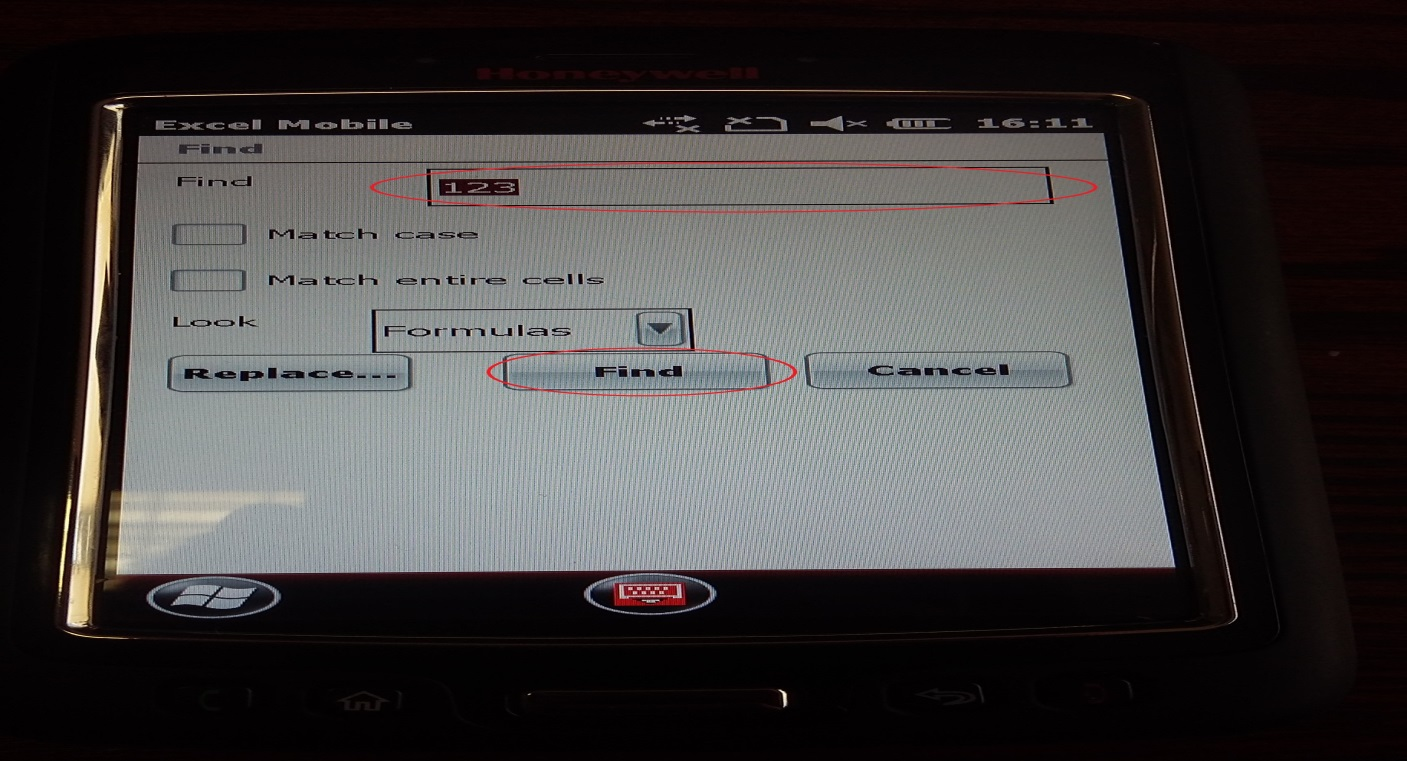 Honeywell
Excel Mobile 16:11
Find
Find 123
Match case
Match entire cells
Look Formulas
Replace... Find Cancel